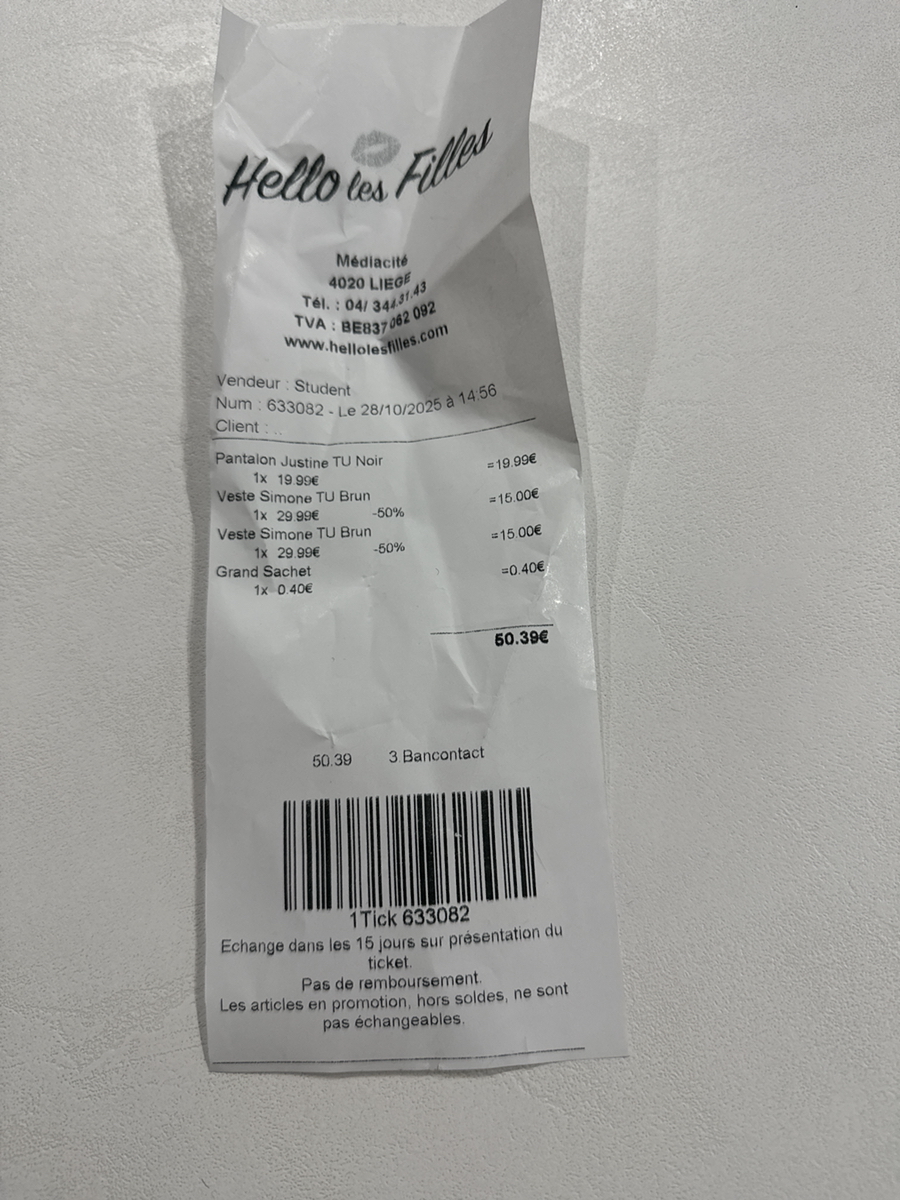 Hello les Filles
Médiacité
4020 LIEGE
Tél. : 04/ 344.31.43
TVA : BE837 062 092
www.hellolesfilles.com
Vendeur : Student
Num : 633082 - Le 28/10/2025 à 14:56
Client : ..
Pantalon Justine TU Noir =19.99€
1x 19.99€
Veste Simone TU Brun =15.00€
1x 29.99€ -50%
Veste Simone TU Brun =15.00€
1x 29.99€ -50%
Grand Sachet =0.40€
1x 0.40€
50.39€
50.39 3.Bancontact
1Tick 633082
Echange dans les 15 jours sur présentation du
ticket.
Pas de remboursement.
Les articles en promotion, hors soldes, ne sont
pas échangeables.